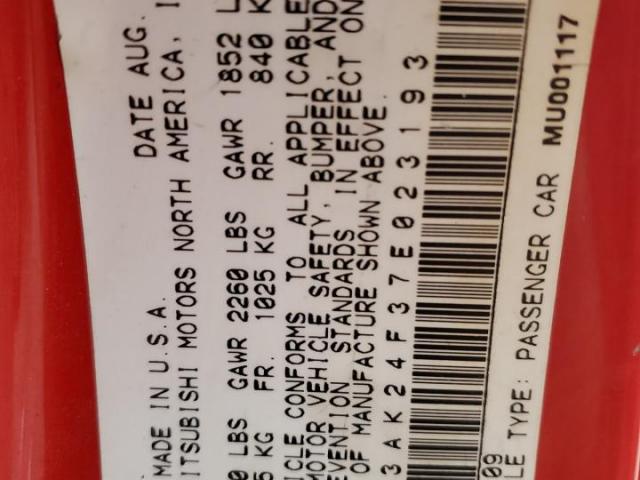 MADE IN U.S.A. DATE AUG.
ITSUBISHI MOTORS NORTH AMERICA,
LBS GAWR 2260 LBS GAWR 1852
KG FR. 1025 KG RR. 840 K
ICLE CONFORMS TO ALL APPLICABLE
MOTOR VEHICLE SAFETY, BUMPER, AND
EVENTION STANDARDS IN EFFECT ON
OF MANUFACTURE SHOWN ABOVE.
3AK24F37E023193
09
LE TYPE: PASSENGER CAR MU001117